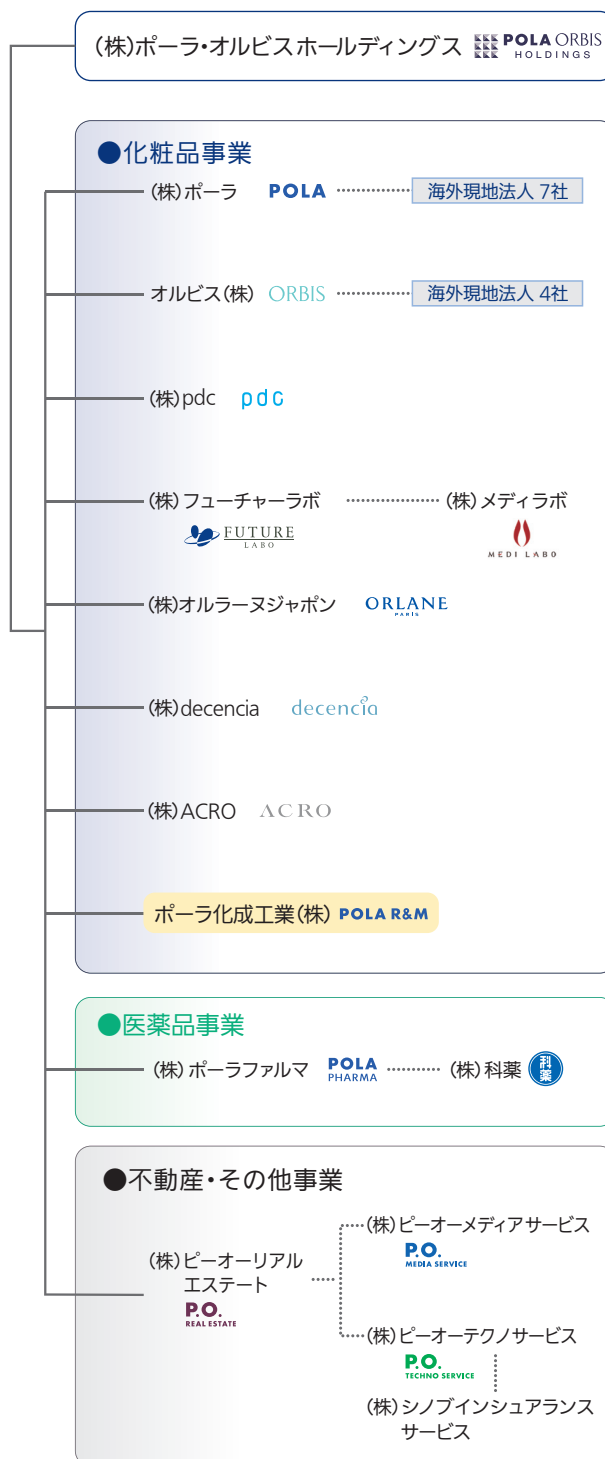 (株)ポーラ・オルビスホールディングス POLA ORBIS
HOLDINGS
●化粧品事業
(株)ポーラ POLA 海外現地法人 7社
オルビス(株) ORBIS 海外現地法人 4社
(株)pdc pdc
(株)フューチャーラボ (株)メディラボ
FUTURE
LABO
MEDI LABO
(株)オルラーヌジャポン ORLANE
PARIS
(株)decencia decencia
(株)ACRO ACRO
ポーラ化成工業(株) POLA R&M
●医薬品事業
(株)ポーラファルマ POLA
PHARMA
(株)科薬 科薬
●不動産・その他事業
(株)ピーオーリアル
エステート
P.O.
REAL ESTATE
(株)ピーオーメディアサービス
P.O.
MEDIA SERVICE
(株)ピーオーテクノサービス
P.O.
TECHNO SERVICE
(株)シノブインシュアランス
サービス